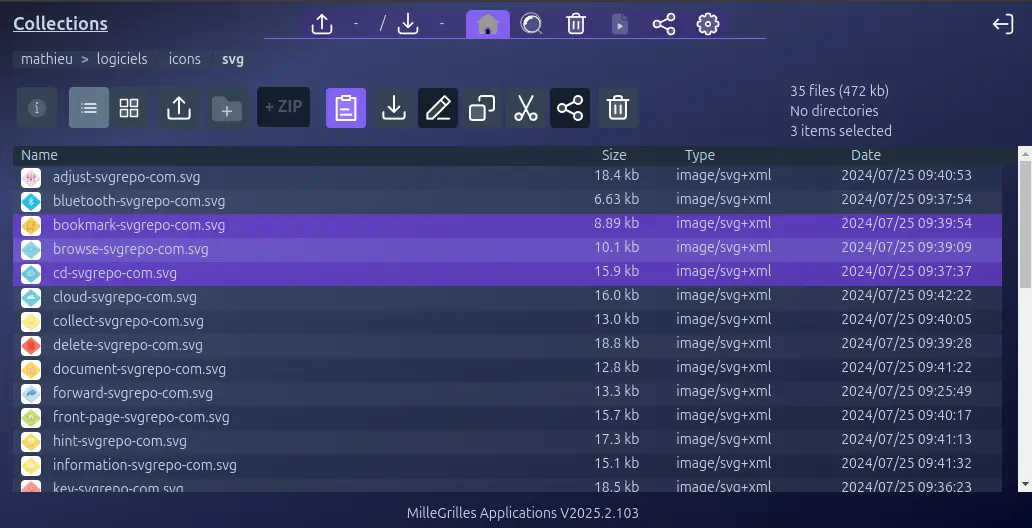 Collections
- / -
mathieu > logiciels icons / svg
+ ZIP
35 files (472 kb)
No directories
3 items selected
Name Size Type Date
adjust-svgrepo-com.svg 18.4 kb image/svg+xml 2024/07/25 09:40:53
bluetooth-svgrepo-com.svg 6.63 kb image/svg+xml 2024/07/25 09:37:54
bookmark-svgrepo-com.svg 8.89 kb image/svg+xml 2024/07/25 09:39:54
browse-svgrepo-com.svg 10.1 kb image/svg+xml 2024/07/25 09:39:09
cd-svgrepo-com.svg 15.9 kb image/svg+xml 2024/07/25 09:37:37
cloud-svgrepo-com.svg 16.0 kb image/svg+xml 2024/07/25 09:42:22
collect-svgrepo-com.svg 13.0 kb image/svg+xml 2024/07/25 09:40:05
delete-svgrepo-com.svg 18.8 kb image/svg+xml 2024/07/25 09:39:28
document-svgrepo-com.svg 12.8 kb image/svg+xml 2024/07/25 09:41:22
forward-svgrepo-com.svg 13.3 kb image/svg+xml 2024/07/25 09:25:49
front-page-svgrepo-com.svg 15.7 kb image/svg+xml 2024/07/25 09:40:17
hint-svgrepo-com.svg 17.3 kb image/svg+xml 2024/07/25 09:41:13
information-svgrepo-com.svg 15.1 kb image/svg+xml 2024/07/25 09:41:32
key-svgrepo-com.svg 18.5 kb image/svg+xml 2024/07/25 09:36:23
MilleGrilles Applications V2025.2.103